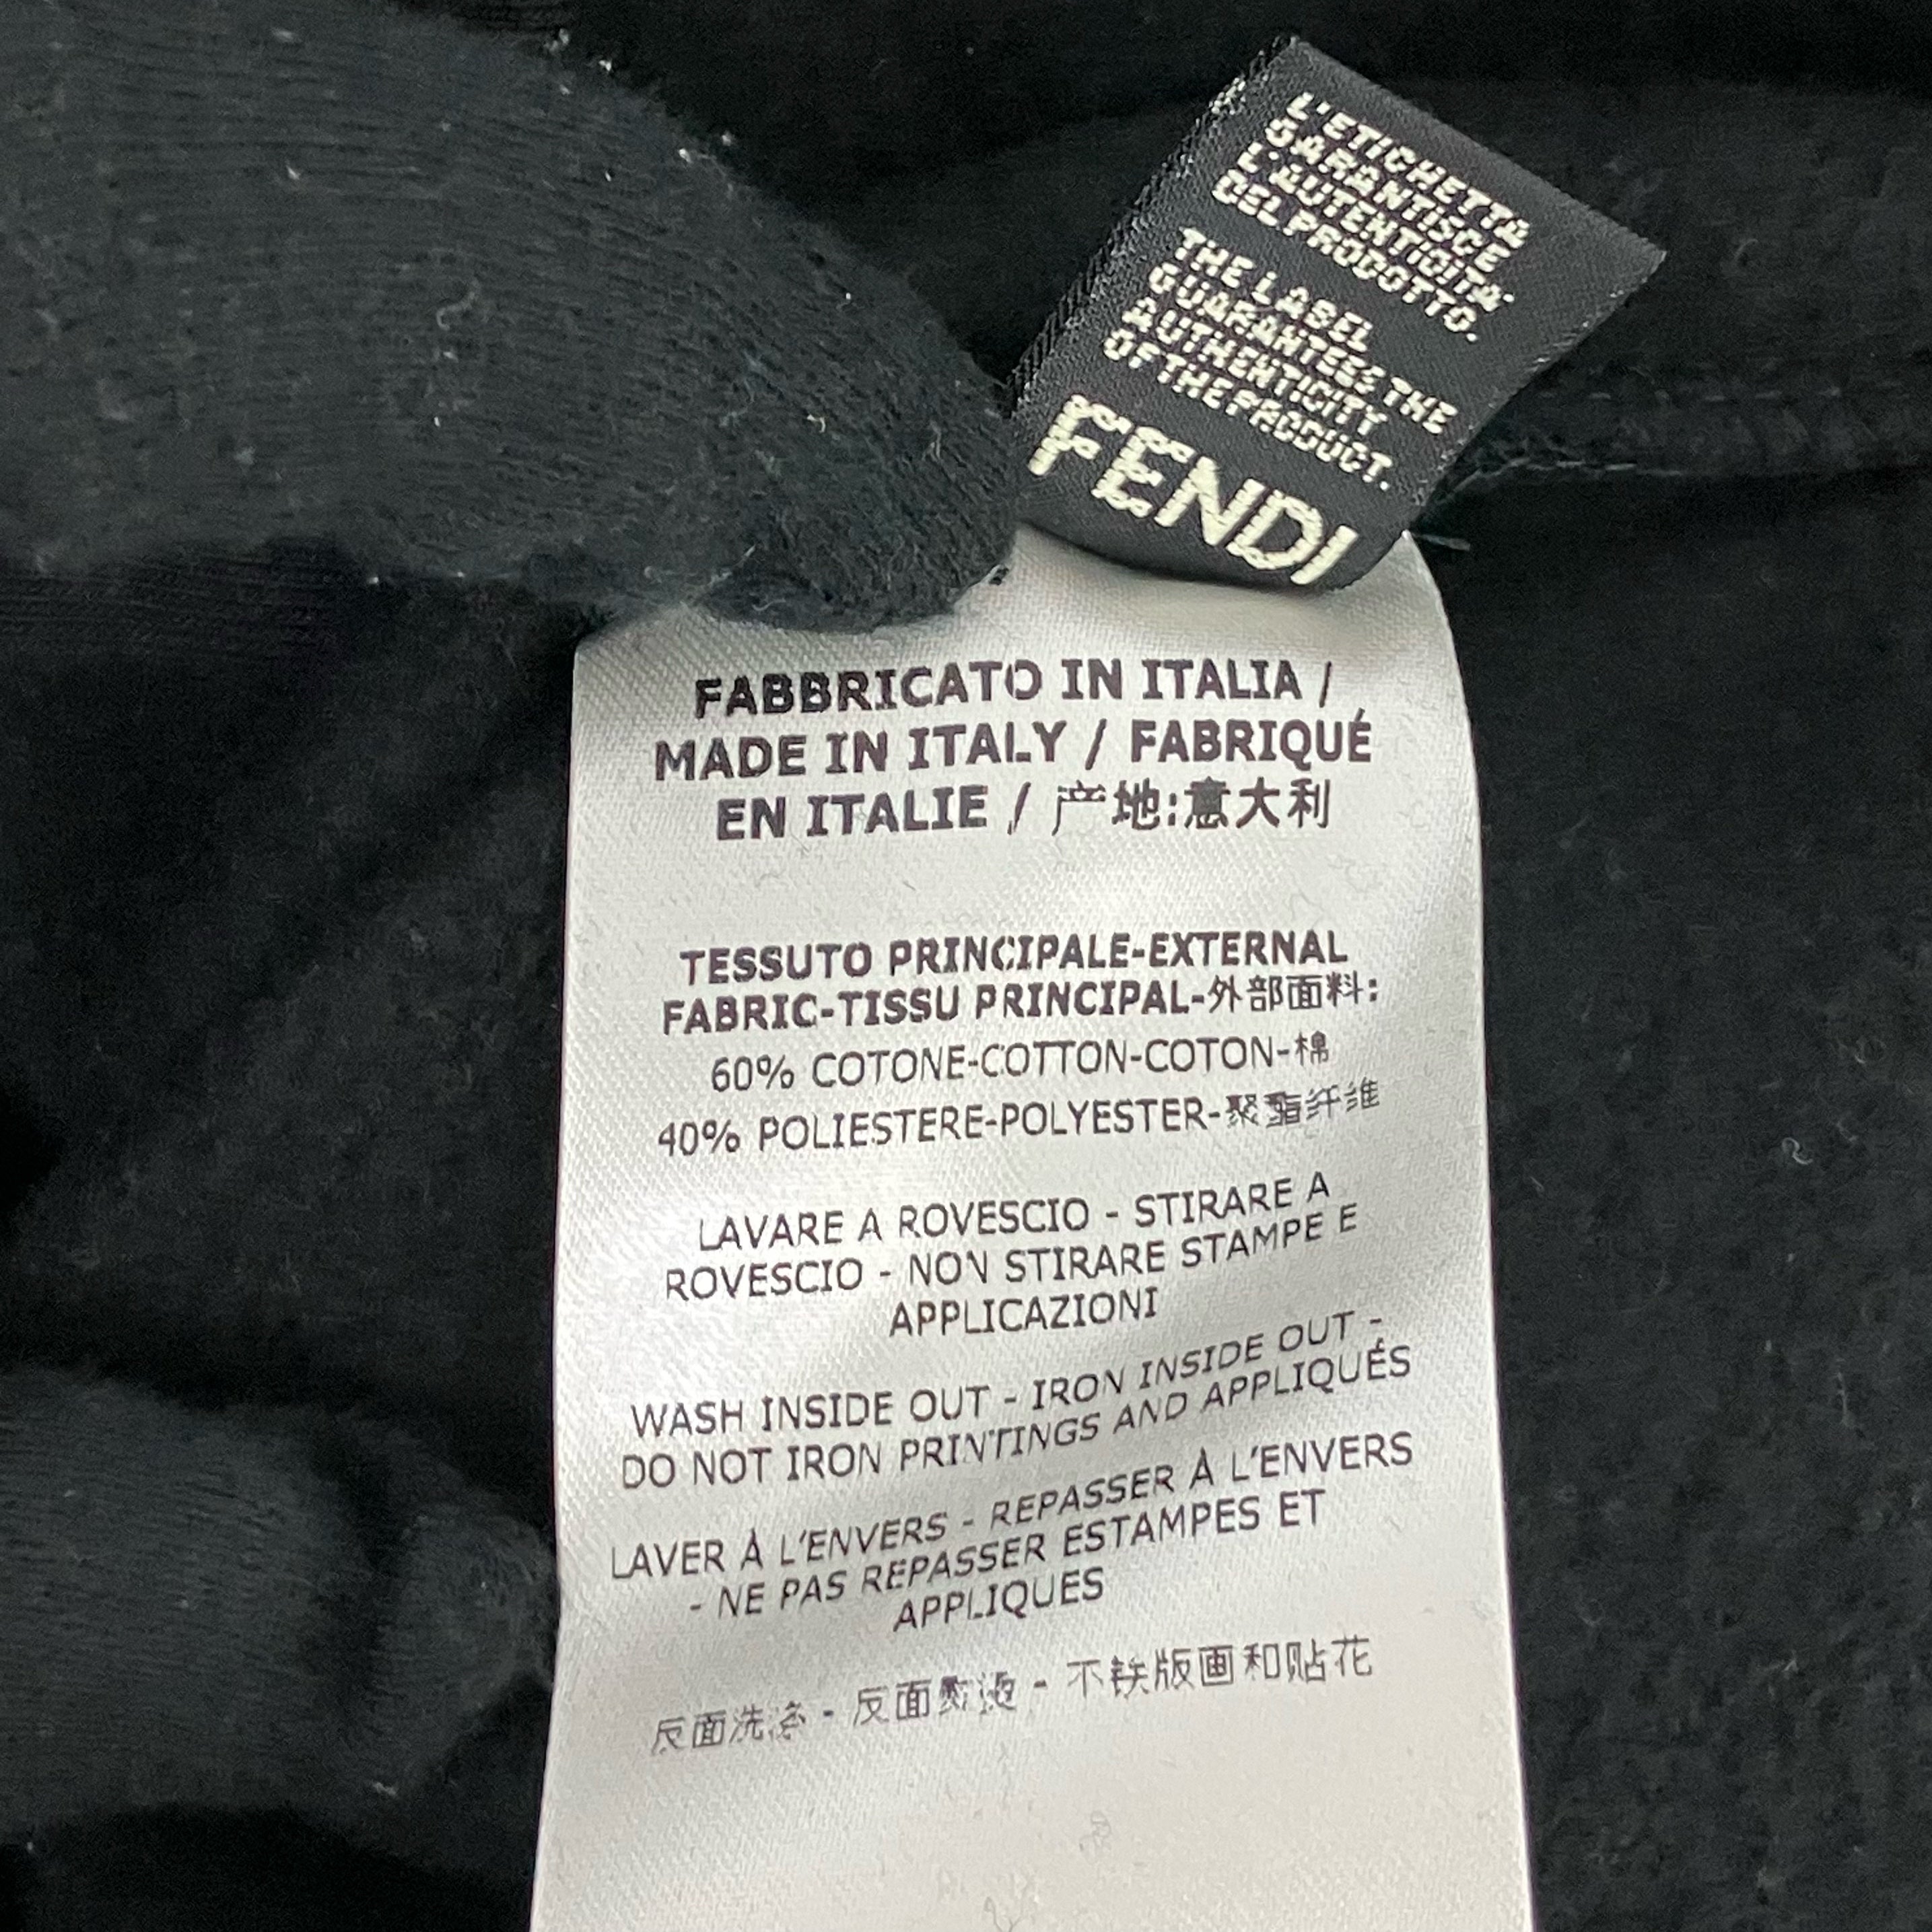 L'ETICHETTA
GARANTISCE
L'AUTENTICITA'
DEL PRODOTTO.
THE LABEL
GUARANTEES THE
AUTHENTICITY
OF THE PRODUCT.
FENDI
FABBRICATO IN ITALIA /
MADE IN ITALY / FABRIQUÉ
EN ITALIE / 产地:意大利
TESSUTO PRINCIPALE-EXTERNAL
FABRIC-TISSU PRINCIPAL-外部面料:
60% COTONE-COTTON-COTON-棉
40% POLIESTERE-POLYESTER-聚酯纤维
LAVARE A ROVESCIO - STIRARE A
ROVESCIO - NON STIRARE STAMPE E
APPLICAZIONI
WASH INSIDE OUT - IRON INSIDE OUT -
DO NOT IRON PRINTINGS AND APPLIQUÉS
LAVER À L'ENVERS - REPASSER À L'ENVERS
- NE PAS REPASSER ESTAMPES ET
APPLIQUES
反面洗涤 - 反面熨烫 - 不铁版画和贴花